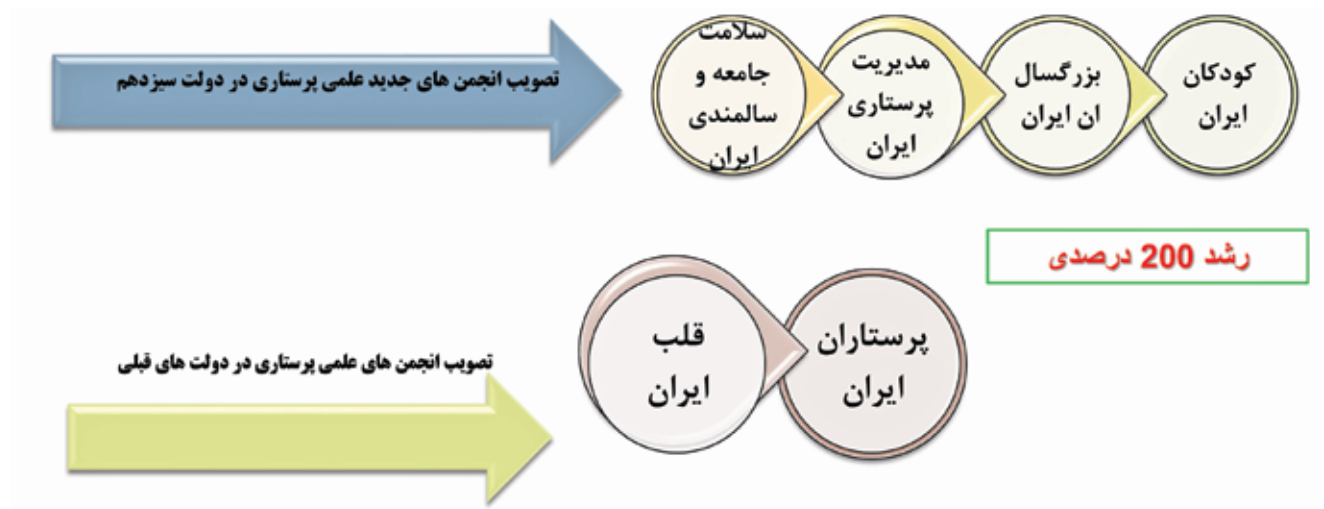 تصویب انجمن های جدید علمی پرستاری در دولت سیزدهم
سلامت
جامعه و
سالمندی
ایران
مدیریت
پرستاری
ایران
بزرگسال
ان ایران
کودکان
ایران
رشد 200 درصدی
تصویب انجمن های علمی پرستاری در دولت های قبلی
قلب
ایران
پرستاران
ایران